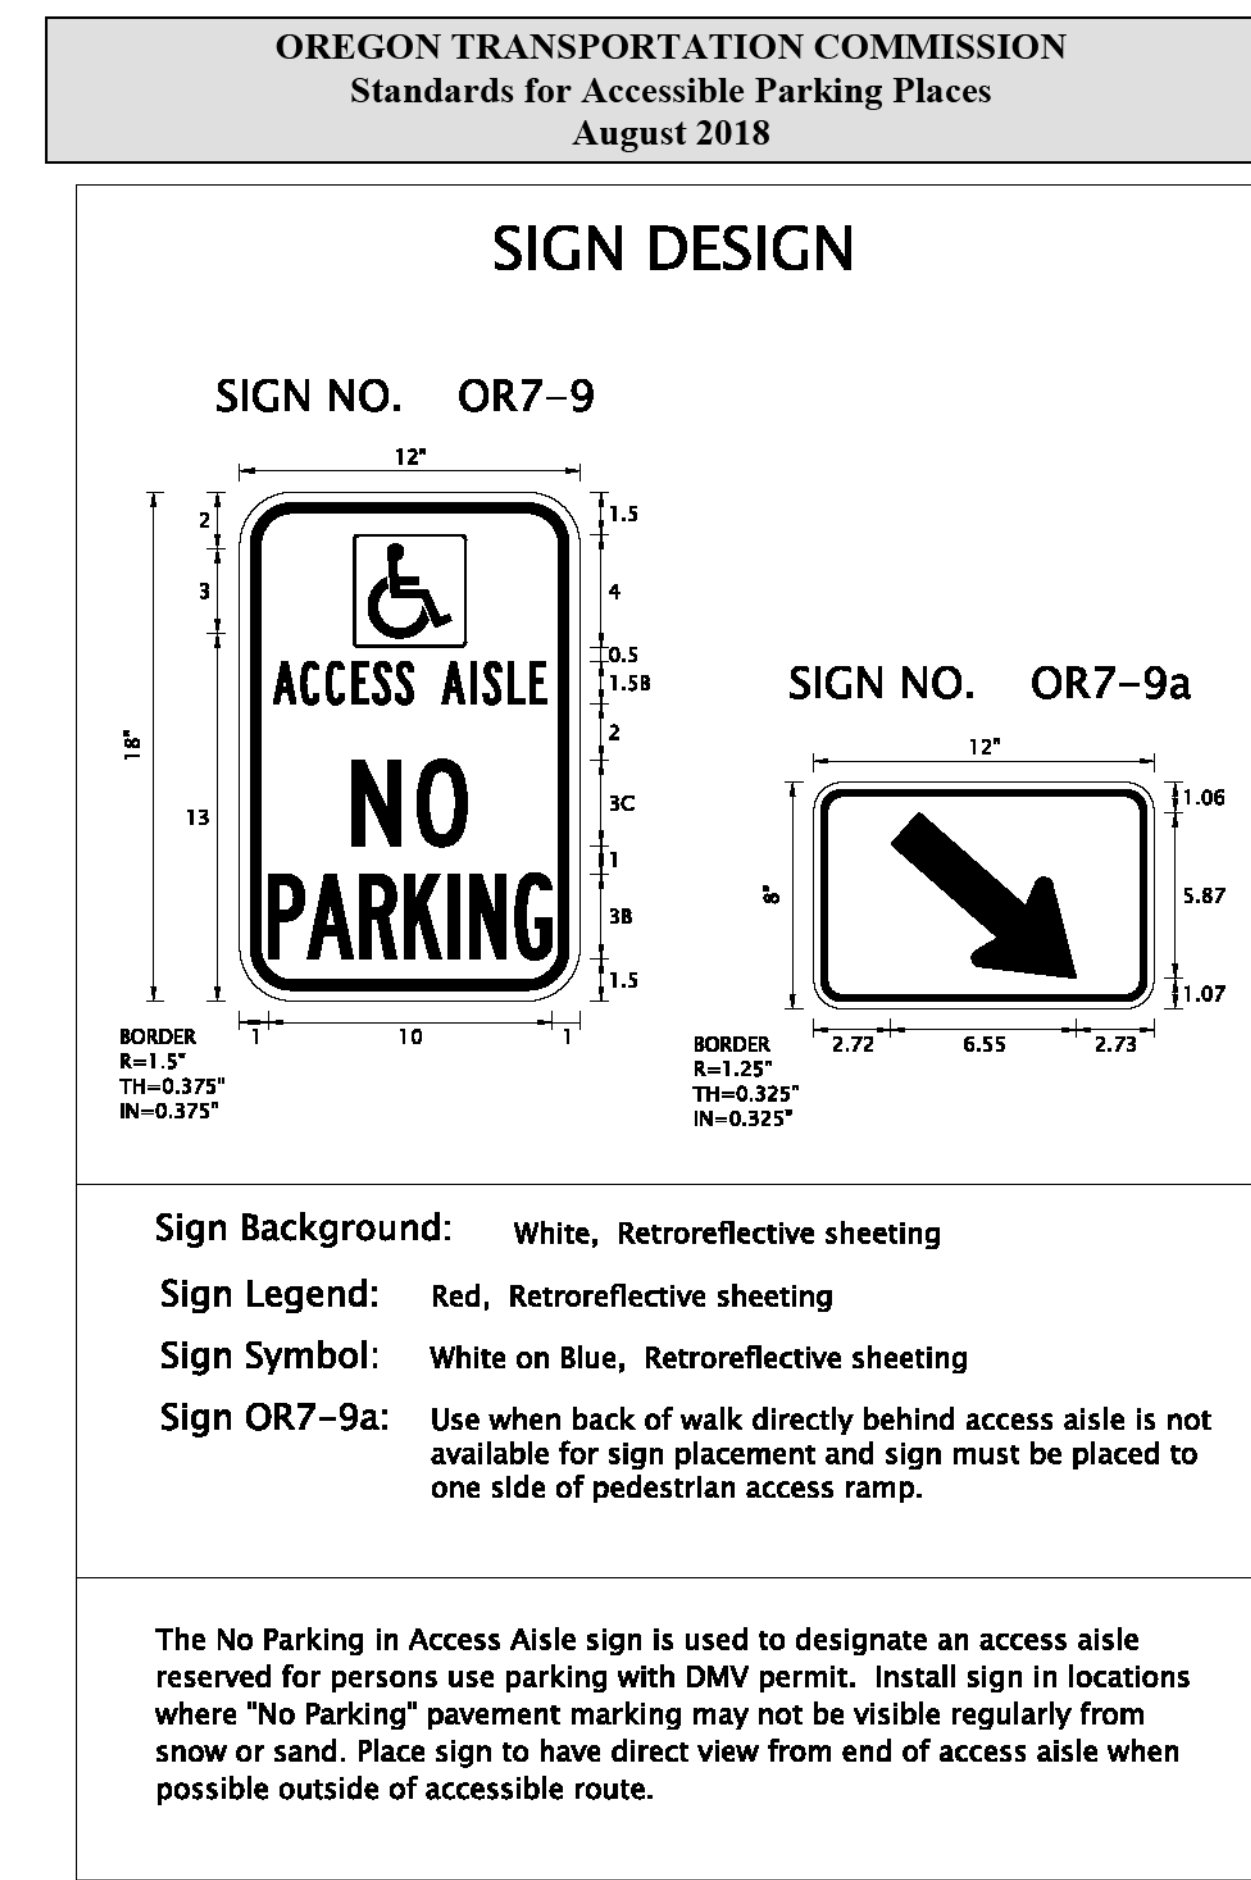 OREGON TRANSPORTATION COMMISSION
Standards for Accessible Parking Places
August 2018
SIGN DESIGN
SIGN NO. OR7-9
12"
18"
2
3
13
1.5
4
0.5
1.5B
2
3C
1
3B
1.5
ACCESS AISLE
NO
PARKING
1 10 1
BORDER
R=1.5"
TH=0.375"
IN=0.375"
SIGN NO. OR7-9a
12"
8"
1.06
5.87
1.07
2.72 6.55 2.73
BORDER
R=1.25"
TH=0.325"
IN=0.325"
Sign Background: White, Retroreflective sheeting
Sign Legend: Red, Retroreflective sheeting
Sign Symbol: White on Blue, Retroreflective sheeting
Sign OR7-9a: Use when back of walk directly behind access aisle is not
available for sign placement and sign must be placed to
one side of pedestrian access ramp.
The No Parking in Access Aisle sign is used to designate an access aisle
reserved for persons use parking with DMV permit. Install sign in locations
where "No Parking" pavement marking may not be visible regularly from
snow or sand. Place sign to have direct view from end of access aisle when
possible outside of accessible route.